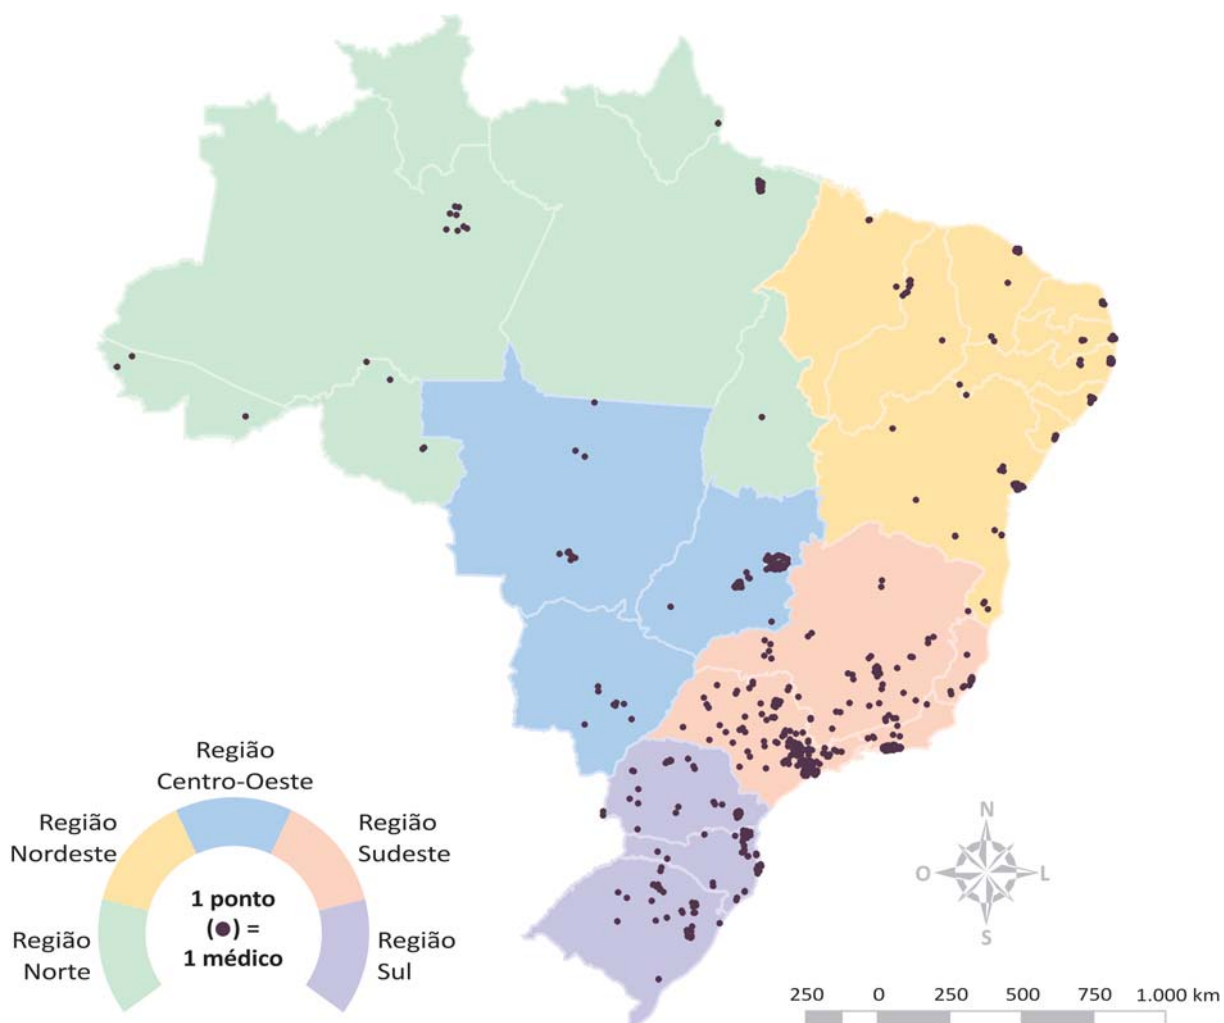 Região
Centro-Oeste
Região
Nordeste
Região
Sudeste
Região
Norte
1 ponto
(●) =
1 médico
Região
Sul
N
O
L
S
250 0 250 500 750 1.000 km